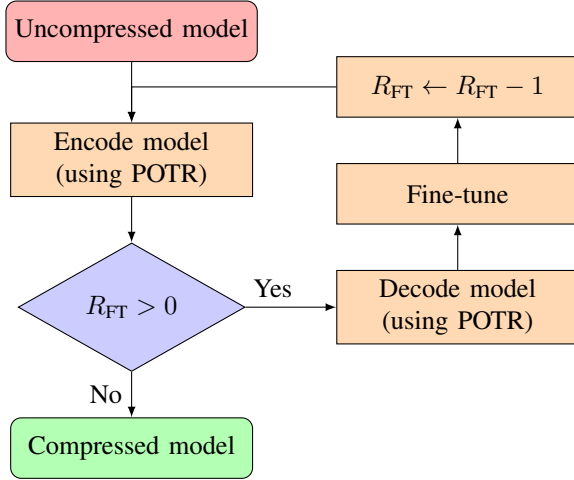 Uncompressed model
R_FT ← R_FT − 1
Encode model
(using POTR)
Fine-tune
R_FT > 0
Yes
Decode model
(using POTR)
No
Compressed model